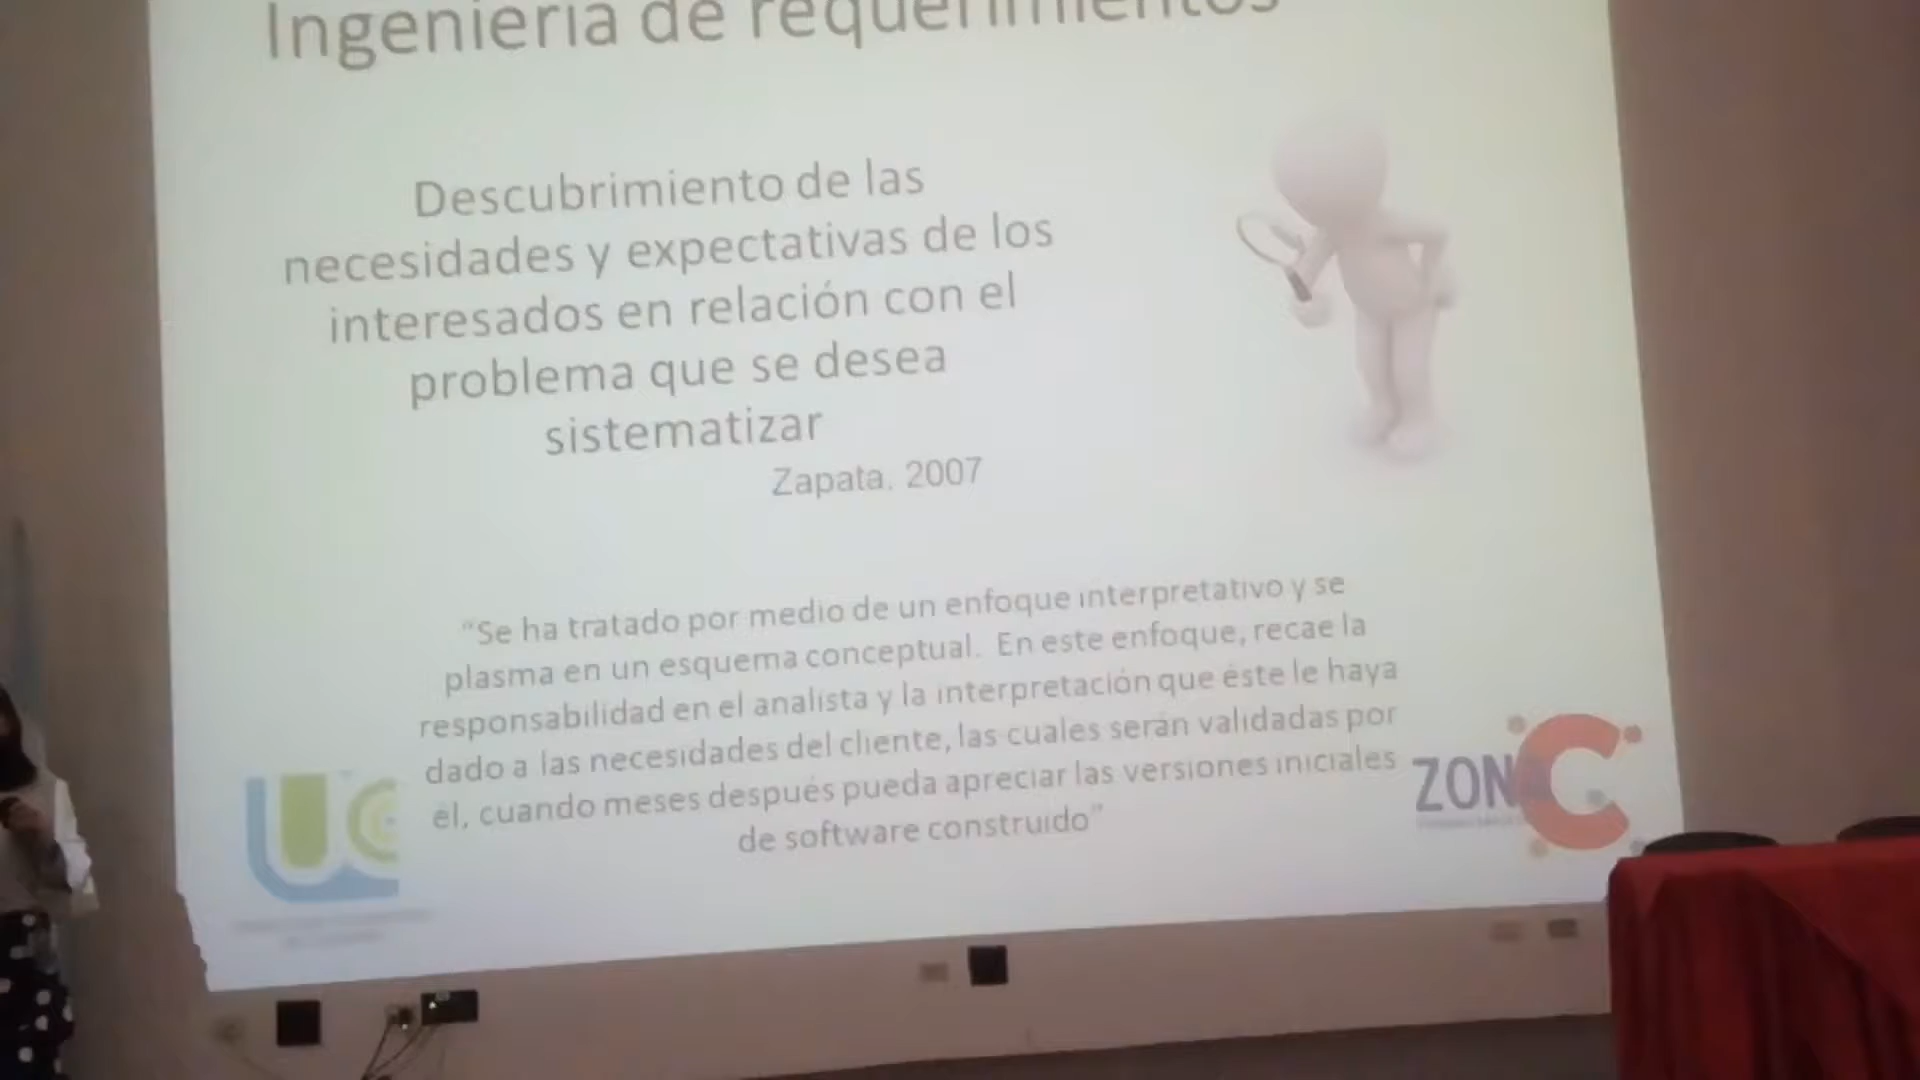 Ingeniería de requerimientos
Descubrimiento de las
necesidades y expectativas de los
interesados en relación con el
problema que se desea
sistematizar
Zapata. 2007
“Se ha tratado por medio de un enfoque interpretativo y se
plasma en un esquema conceptual. En este enfoque, recae la
responsabilidad en el analista y la interpretación que éste le haya
dado a las necesidades del cliente, las cuales serán validadas por
él, cuando meses después pueda apreciar las versiones iniciales
de software construido”
UC
ZONC